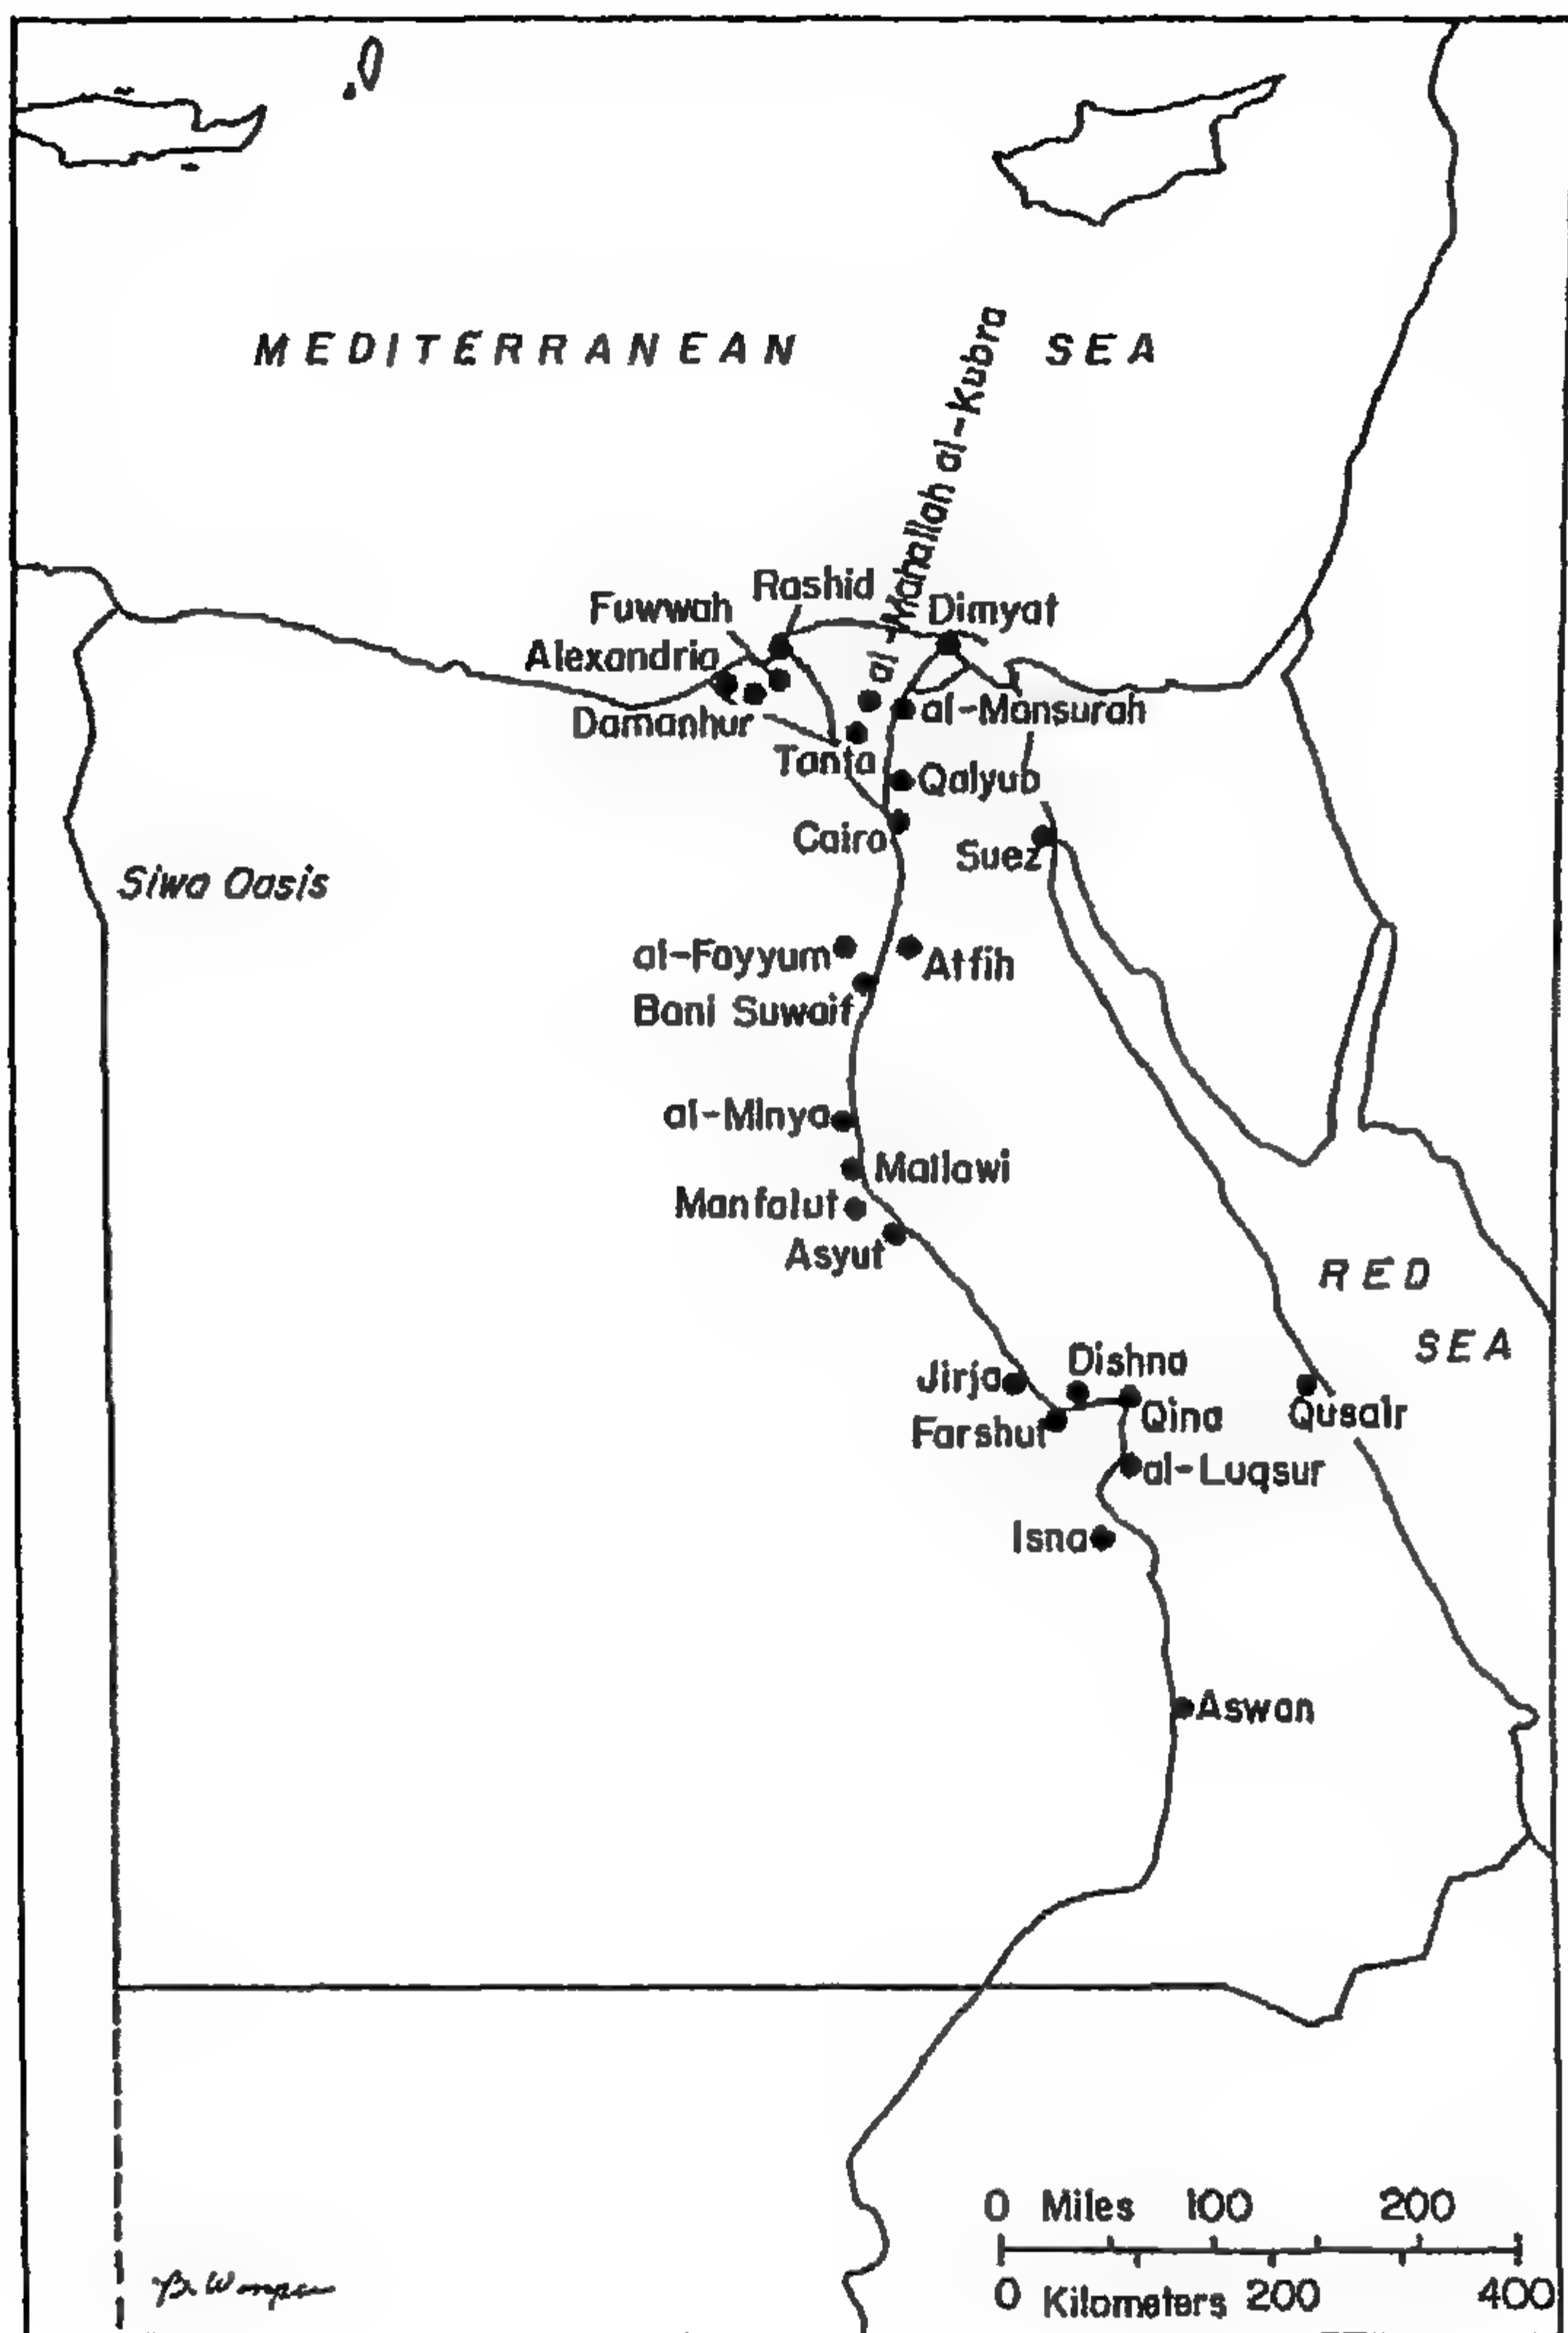 MEDITERRANEAN SEA
al-Mahallah al-Kubra
Rashid
Fuwwah
Dimyat
Alexandria
Damanhur
al-Mansurah
Tanta
Qalyub
Cairo
Suez
Siwa Oasis
al-Fayyum
Atfih
Bani Suwaif
al-Minya
Mallawi
Manfalut
Asyut
RED
SEA
Dishna
Jirja
Qina
Qusair
Farshut
al-Luqsur
Isna
Aswan
0 Miles 100 200
0 Kilometers 200 400